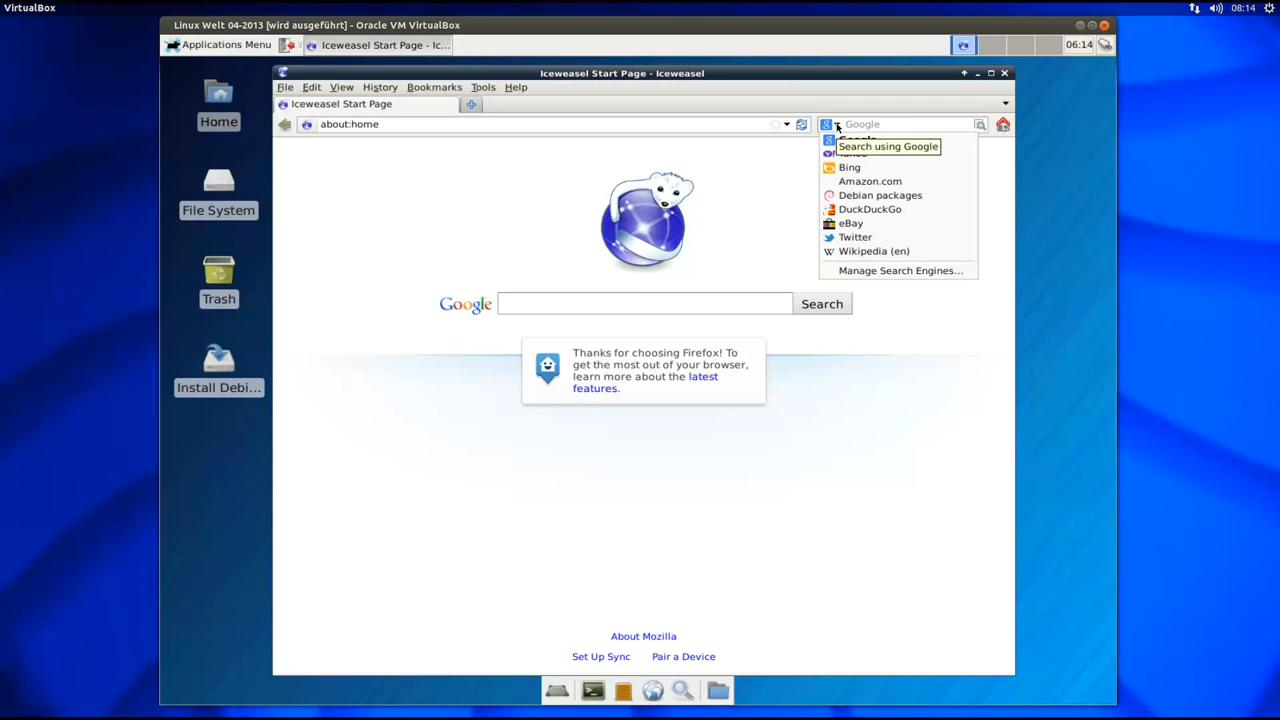 VirtualBox
08:14
Linux Welt 04-2013 [wird ausgeführt] - Oracle VM VirtualBox
Applications Menu
Iceweasel Start Page - Ic...
06:14
Iceweasel Start Page - Iceweasel
File Edit View History Bookmarks Tools Help
Iceweasel Start Page
about:home
Google
Google
Search using Google
Yahoo
Bing
Amazon.com
Debian packages
DuckDuckGo
eBay
Twitter
Wikipedia (en)
Manage Search Engines...
Home
File System
Trash
Install Debi...
Google
Search
Thanks for choosing Firefox! To
get the most out of your browser,
learn more about the latest
features.
About Mozilla
Set Up Sync
Pair a Device